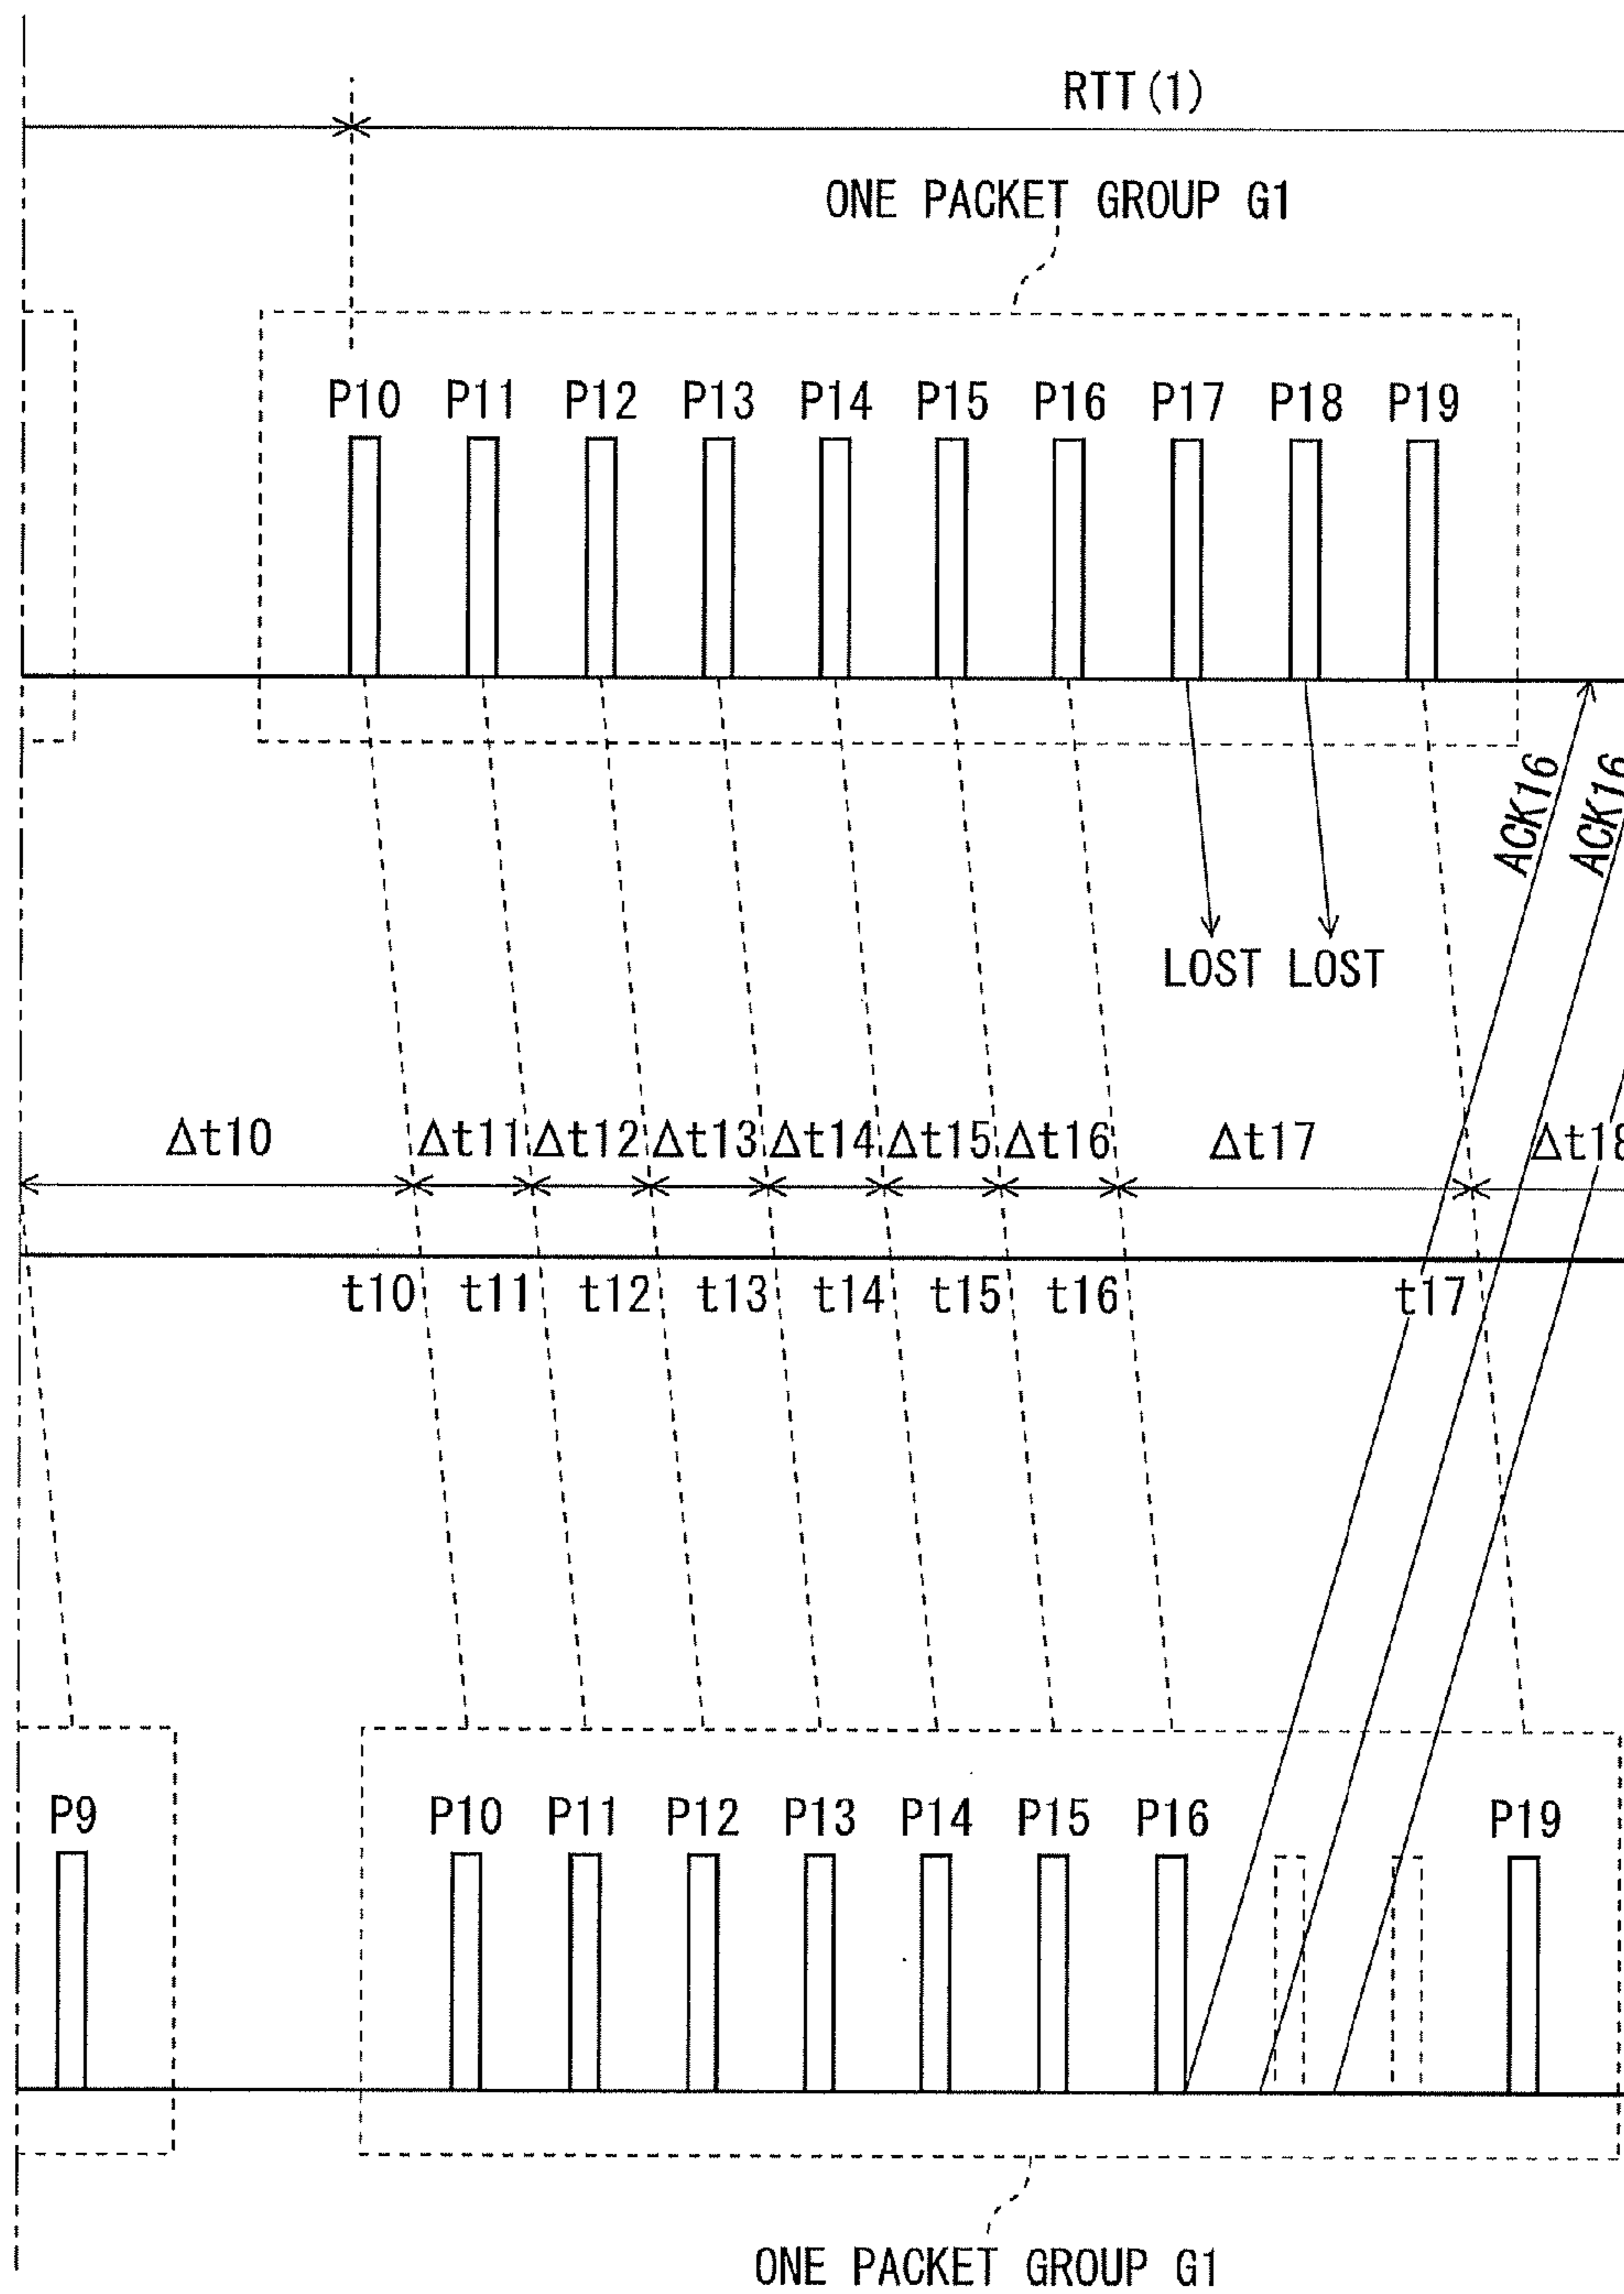 RTT(1)
ONE PACKET GROUP G1
P10 P11 P12 P13 P14 P15 P16 P17 P18 P19
ACK16 ACK16
LOST LOST
Δt10 Δt11 Δt12 Δt13 Δt14 Δt15 Δt16 Δt17 Δt18
t10 t11 t12 t13 t14 t15 t16 t17
P9 P10 P11 P12 P13 P14 P15 P16 P19
ONE PACKET GROUP G1